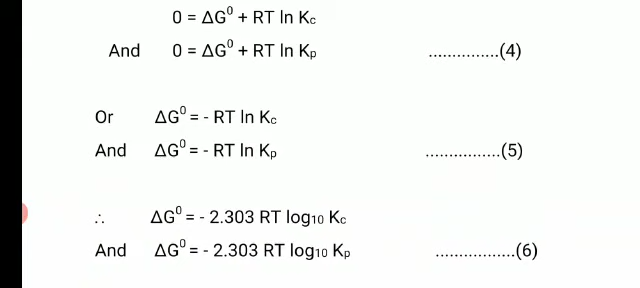 0 = ΔG⁰ + RT ln Kc
And 0 = ΔG⁰ + RT ln Kp ...............(4)
Or ΔG⁰ = - RT ln Kc
And ΔG⁰ = - RT ln Kp ................(5)
∴ ΔG⁰ = - 2.303 RT log₁₀ Kc
And ΔG⁰ = - 2.303 RT log₁₀ Kp .................(6)